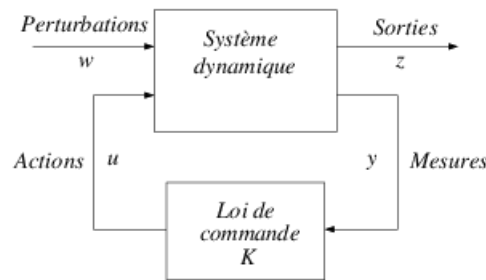 Perturbations
w
Système
dynamique
Sorties
z
Actions
u
y
Mesures
Loi de
commande
K